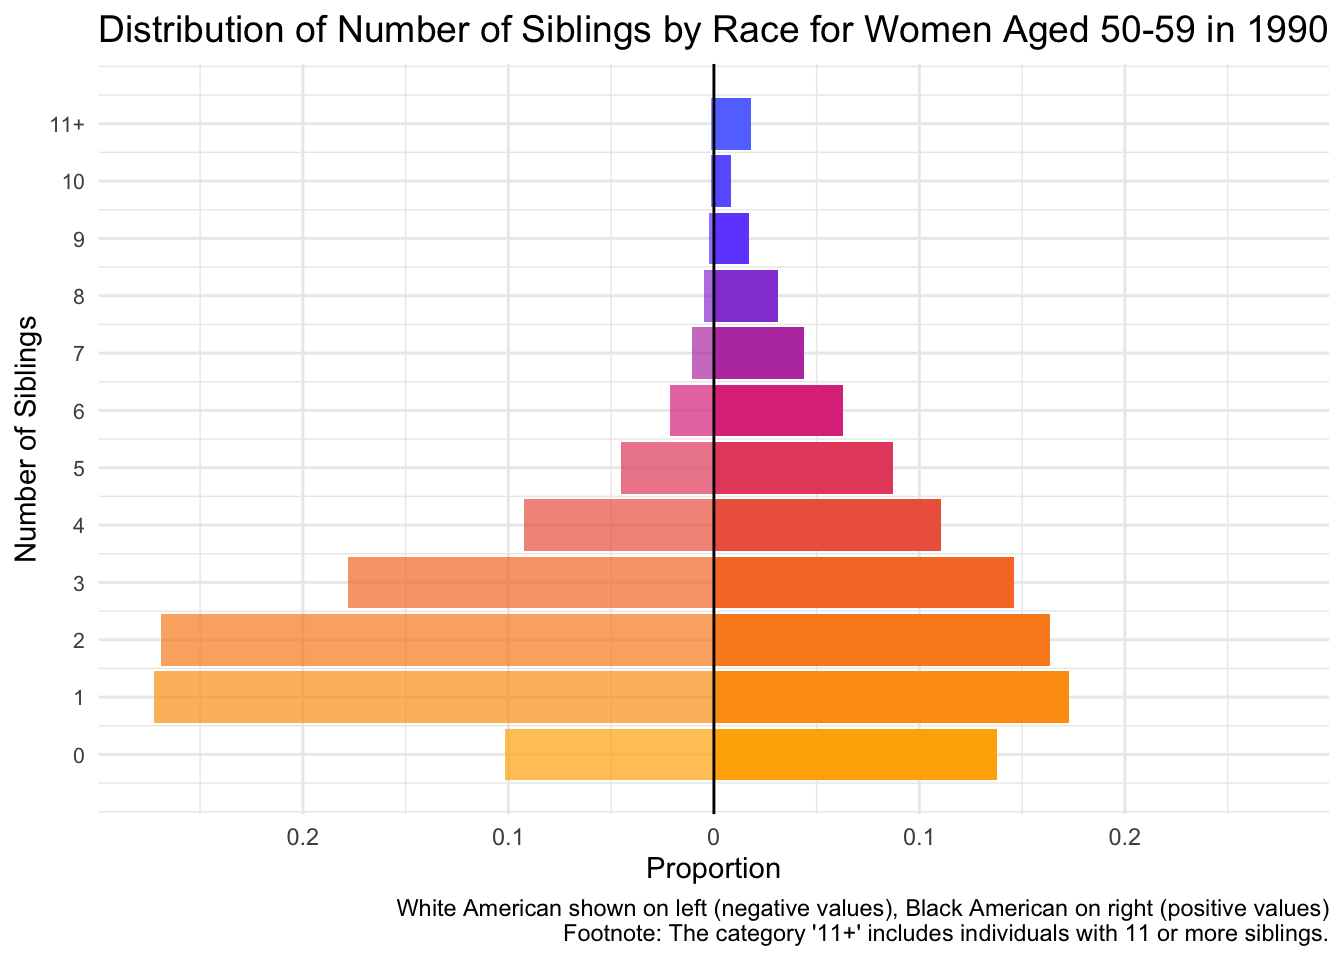 Distribution of Number of Siblings by Race for Women Aged 50-59 in 1990
11+
10
9
8
7
6
5
4
3
2
1
0
Number of Siblings
0.2 0.1 0 0.1 0.2
Proportion
White American shown on left (negative values), Black American on right (positive values)
Footnote: The category '11+' includes individuals with 11 or more siblings.